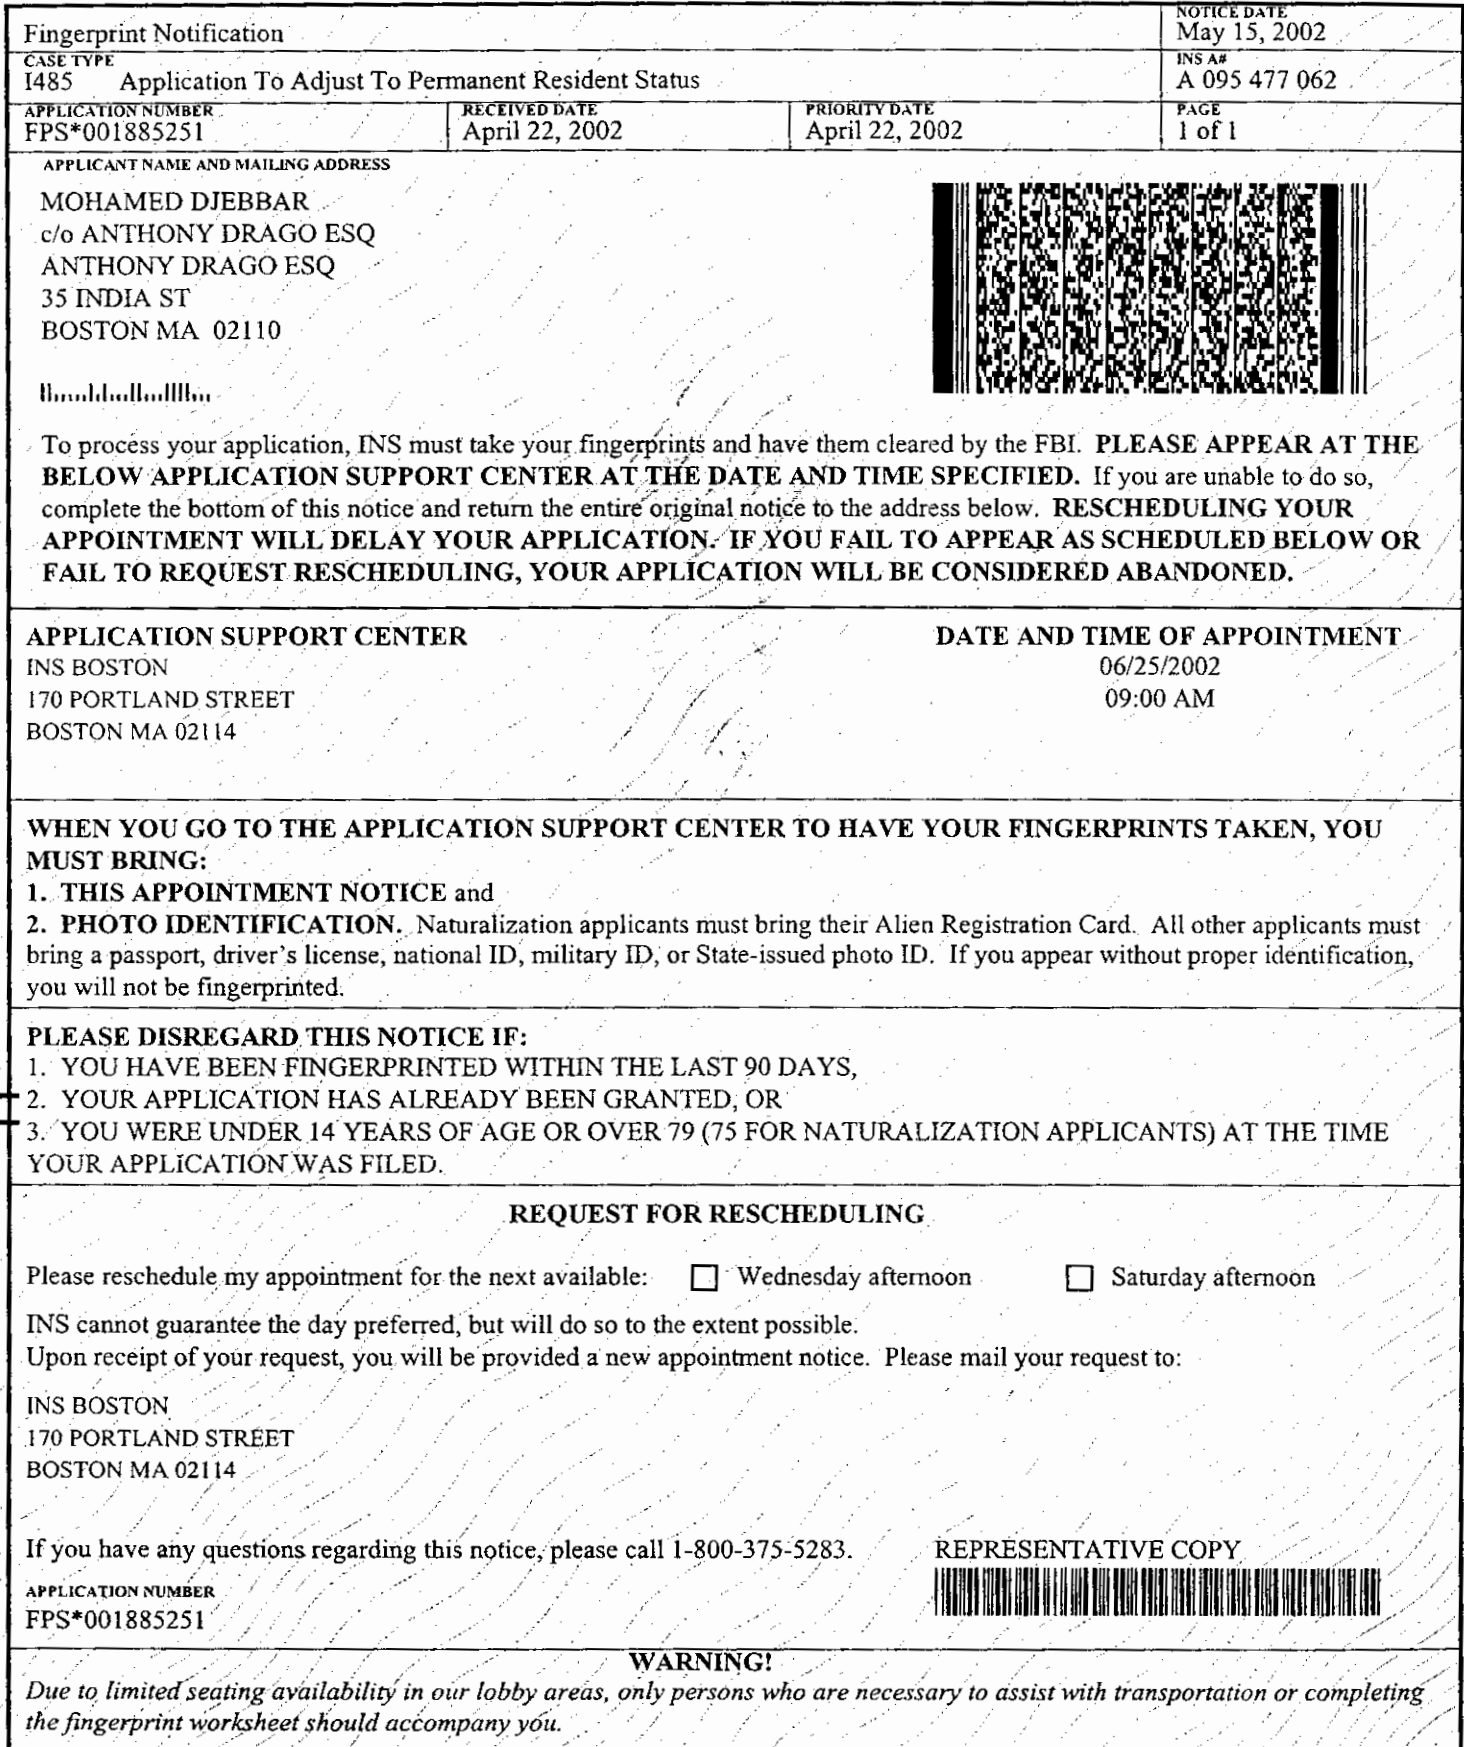 Fingerprint Notification
NOTICE DATE
May 15, 2002
CASE TYPE
I485 Application To Adjust To Permanent Resident Status
INS A#
A 095 477 062
APPLICATION NUMBER
FPS*001885251
RECEIVED DATE
April 22, 2002
PRIORITY DATE
April 22, 2002
PAGE
1 of 1
APPLICANT NAME AND MAILING ADDRESS
MOHAMED DJEBBAR
c/o ANTHONY DRAGO ESQ
ANTHONY DRAGO ESQ
35 INDIA ST
BOSTON MA 02110
To process your application, INS must take your fingerprints and have them cleared by the FBI. PLEASE APPEAR AT THE
BELOW APPLICATION SUPPORT CENTER AT THE DATE AND TIME SPECIFIED. If you are unable to do so,
complete the bottom of this notice and return the entire original notice to the address below. RESCHEDULING YOUR
APPOINTMENT WILL DELAY YOUR APPLICATION. IF YOU FAIL TO APPEAR AS SCHEDULED BELOW OR
FAIL TO REQUEST RESCHEDULING, YOUR APPLICATION WILL BE CONSIDERED ABANDONED.
APPLICATION SUPPORT CENTER
INS BOSTON
170 PORTLAND STREET
BOSTON MA 02114
DATE AND TIME OF APPOINTMENT
06/25/2002
09:00 AM
WHEN YOU GO TO THE APPLICATION SUPPORT CENTER TO HAVE YOUR FINGERPRINTS TAKEN, YOU
MUST BRING:
1. THIS APPOINTMENT NOTICE and
2. PHOTO IDENTIFICATION. Naturalization applicants must bring their Alien Registration Card. All other applicants must
bring a passport, driver's license, national ID, military ID, or State-issued photo ID. If you appear without proper identification,
you will not be fingerprinted.
PLEASE DISREGARD THIS NOTICE IF:
1. YOU HAVE BEEN FINGERPRINTED WITHIN THE LAST 90 DAYS,
2. YOUR APPLICATION HAS ALREADY BEEN GRANTED, OR
3. YOU WERE UNDER 14 YEARS OF AGE OR OVER 79 (75 FOR NATURALIZATION APPLICANTS) AT THE TIME
YOUR APPLICATION WAS FILED.
REQUEST FOR RESCHEDULING
Please reschedule my appointment for the next available: Wednesday afternoon Saturday afternoon
INS cannot guarantee the day preferred, but will do so to the extent possible.
Upon receipt of your request, you will be provided a new appointment notice. Please mail your request to:
INS BOSTON
170 PORTLAND STREET
BOSTON MA 02114
If you have any questions regarding this notice, please call 1-800-375-5283.
REPRESENTATIVE COPY
APPLICATION NUMBER
FPS*001885251
WARNING!
Due to limited seating availability in our lobby areas, only persons who are necessary to assist with transportation or completing
the fingerprint worksheet should accompany you.